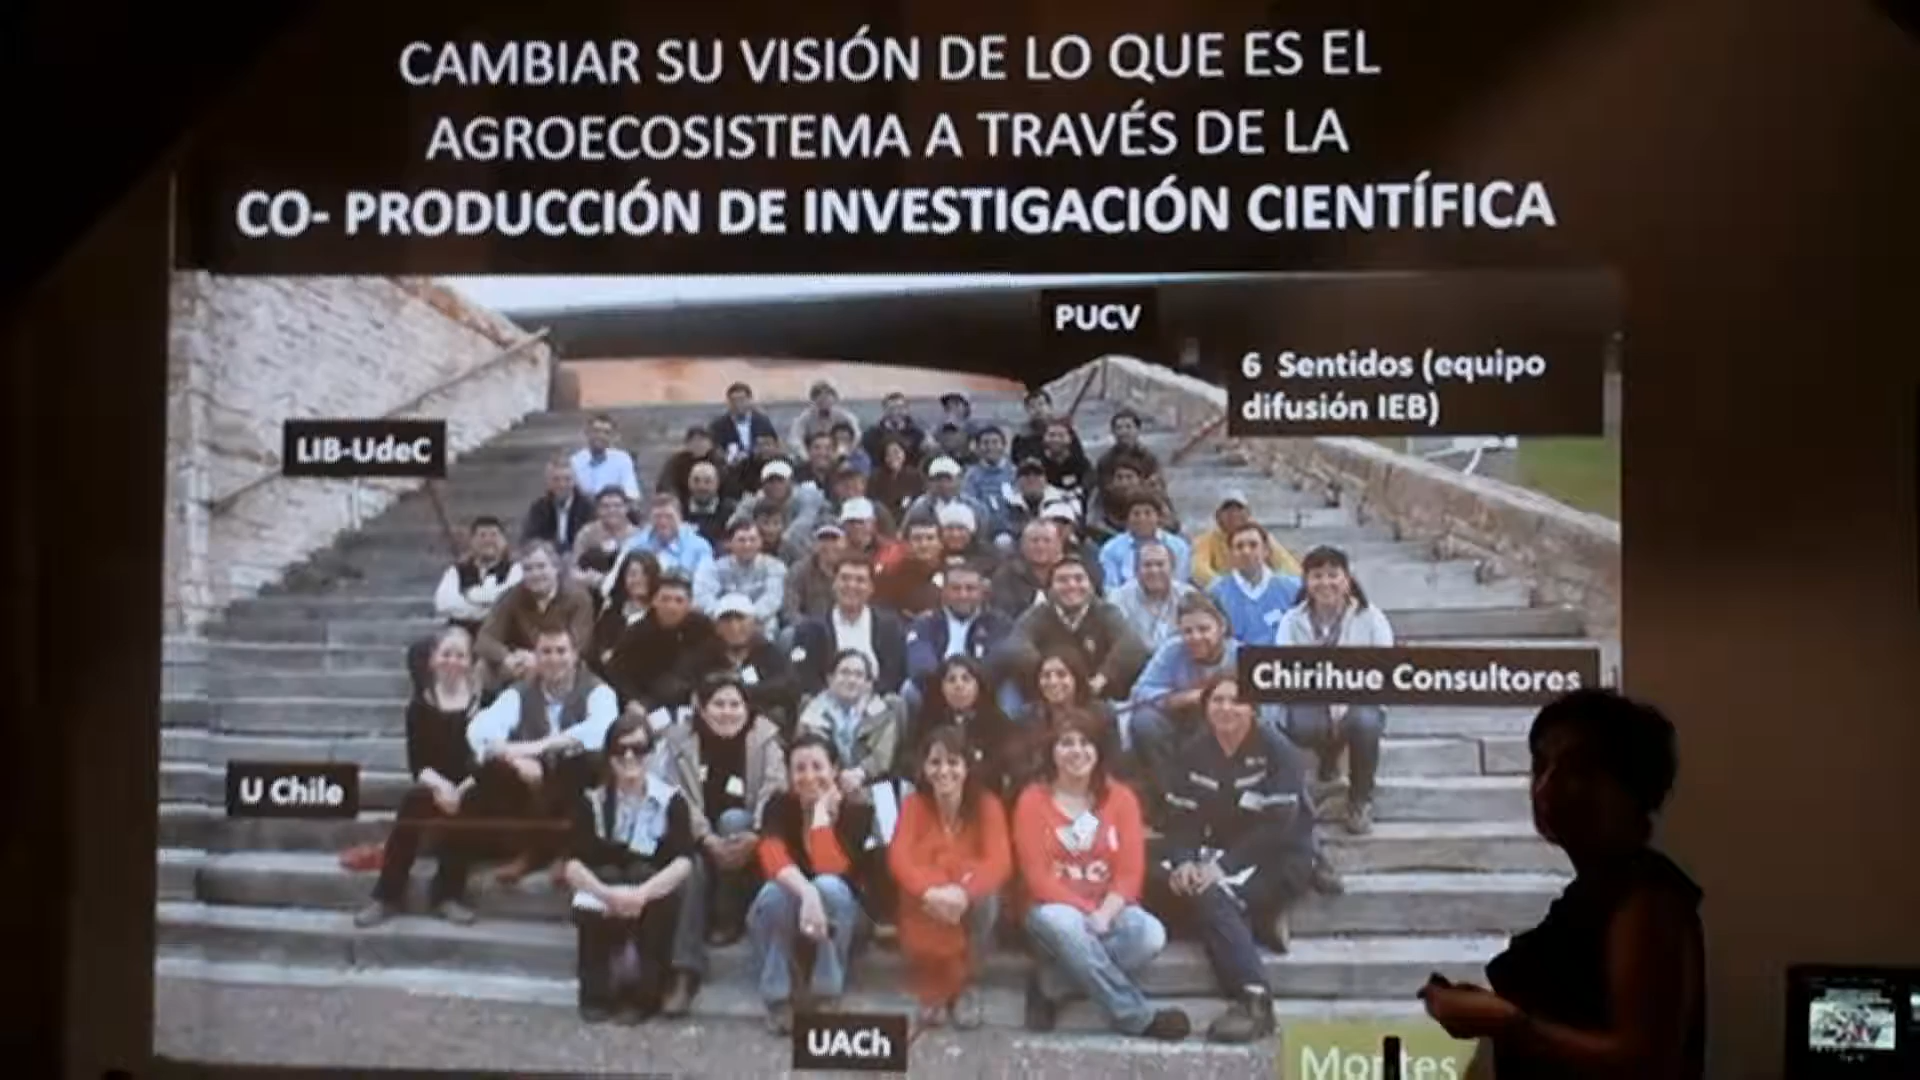 CAMBIAR SU VISIÓN DE LO QUE ES EL
AGROECOSISTEMA A TRAVÉS DE LA
CO- PRODUCCIÓN DE INVESTIGACIÓN CIENTÍFICA
PUCV
6 Sentidos (equipo
difusión IEB)
LIB-UdeC
Chirihue Consultores
U Chile
UACh
Montes